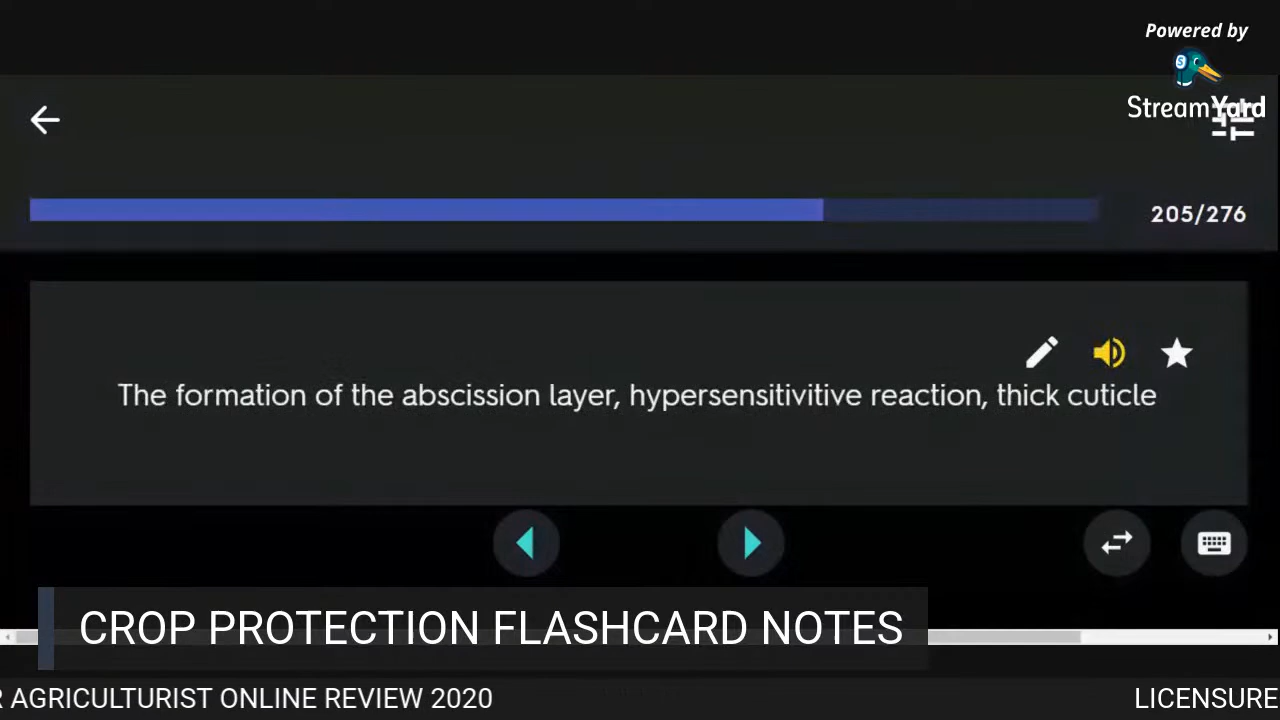 Powered by
StreamYard
205/276
The formation of the abscission layer, hypersensitivitive reaction, thick cuticle
CROP PROTECTION FLASHCARD NOTES
R AGRICULTURIST ONLINE REVIEW 2020 LICENSURE